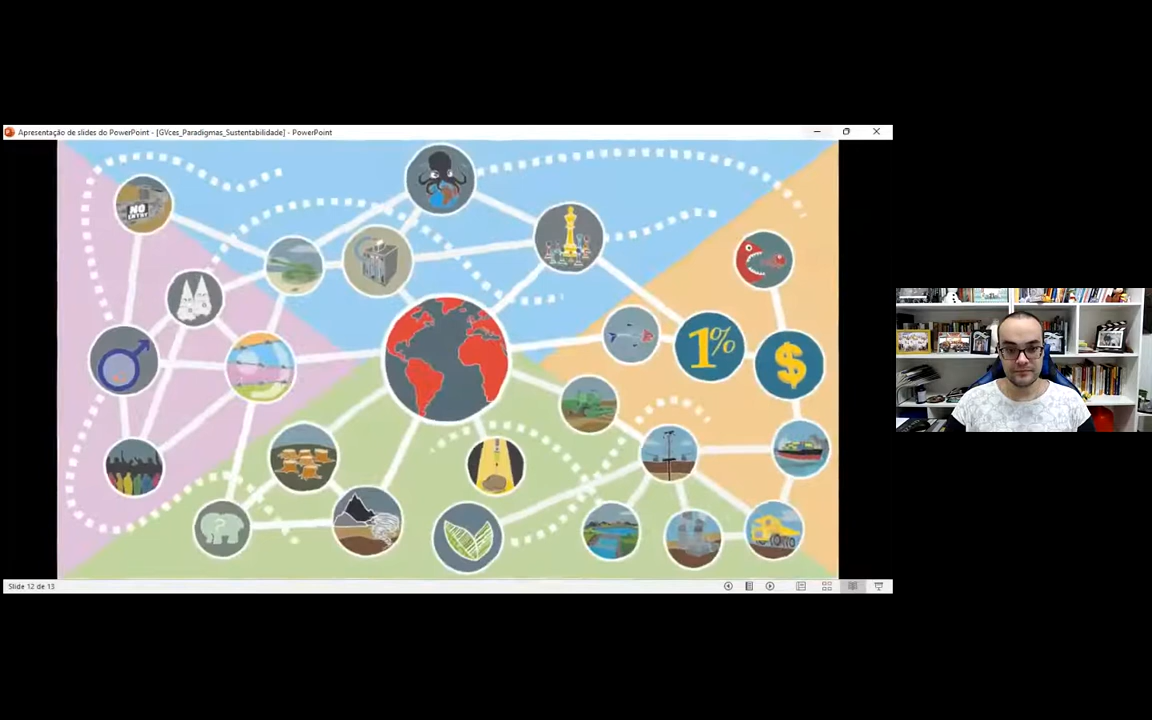 Apresentação de slides do PowerPoint - [GVces_Paradigmas_Sustentabilidade] - PowerPoint
NO
ENTRY
1%
$
?
Slide 12 de 13